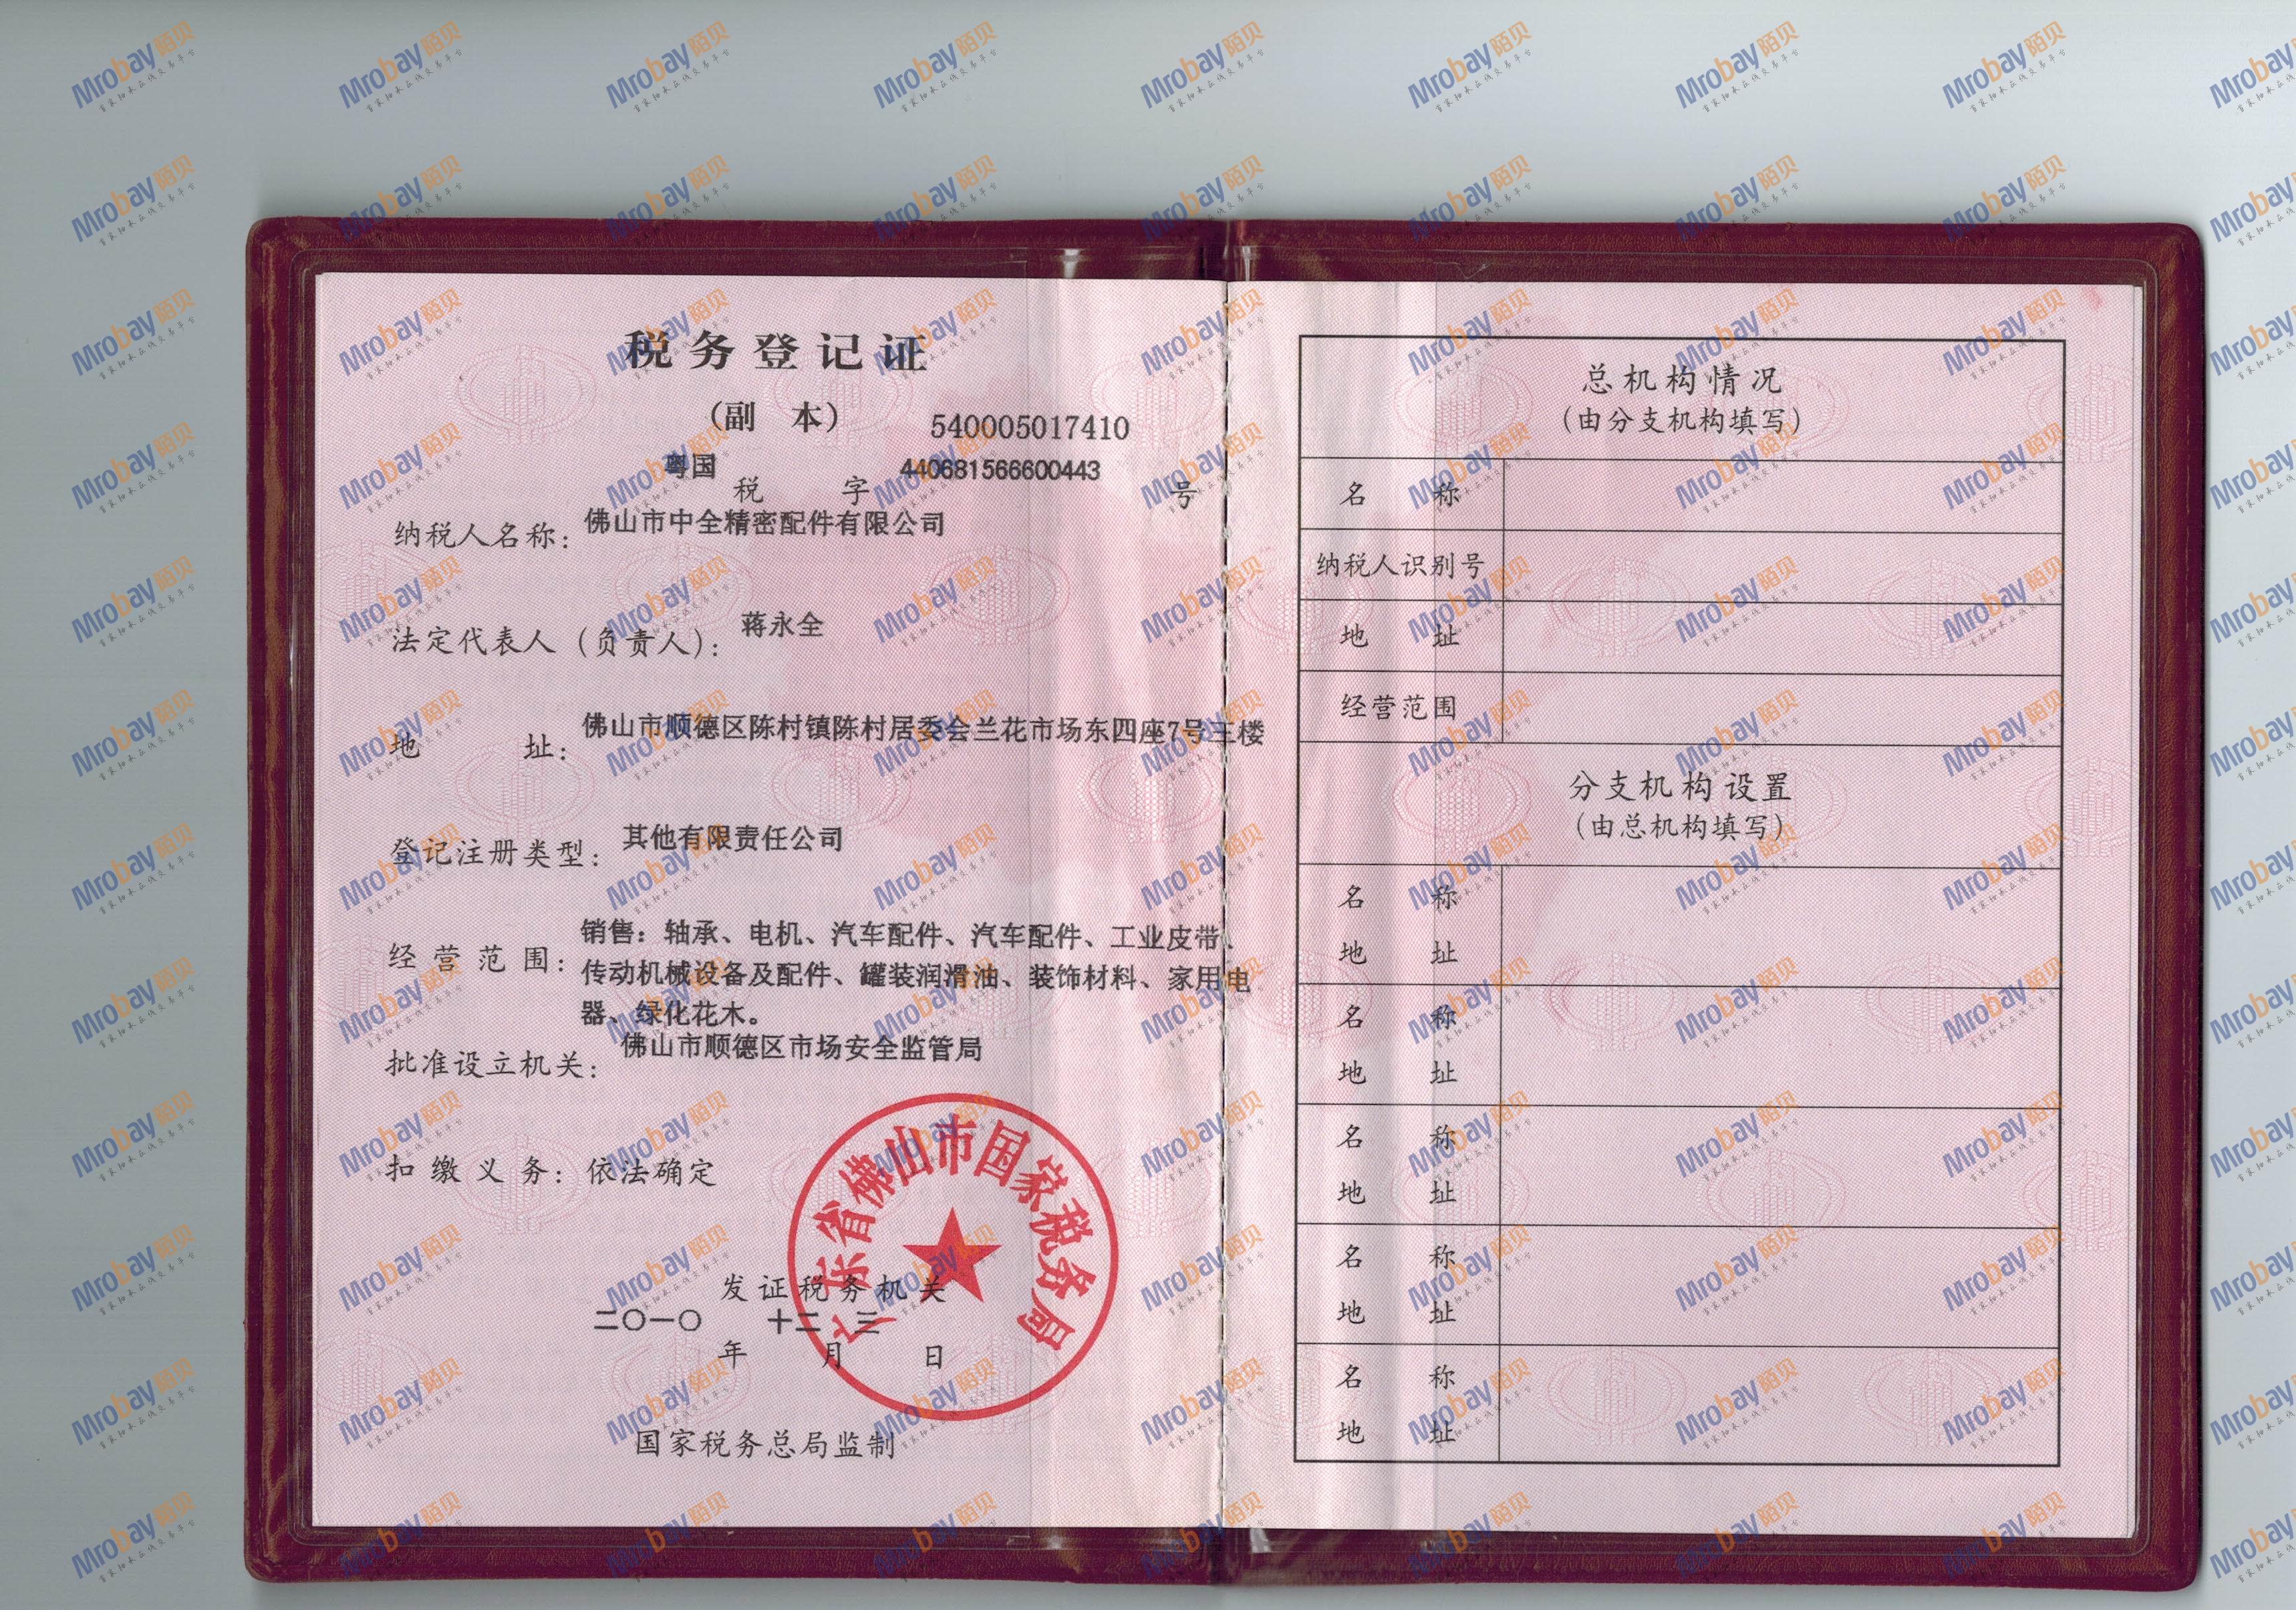 税务登记证
(副 本)
540005017410
粤国税 字 440681566600443 号
纳税人名称: 佛山市中全精密配件有限公司
法定代表人(负责人): 蒋永全
地 址: 佛山市顺德区陈村镇陈村居委会兰花市场东四座7号三楼
登记注册类型: 其他有限责任公司
经营范围: 销售: 轴承、电机、汽车配件、汽车配件、工业皮带、
传动机械设备及配件、罐装润滑油、装饰材料、家用电
器、绿化花木。
批准设立机关: 佛山市顺德区市场安全监管局
扣缴义务: 依法确定
广东省佛山市国家税务局
发证税务机关
二〇一〇年 十二月 三日
国家税务总局监制
总机构情况
(由分支机构填写)
名 称
纳税人识别号
地 址
经营范围
分支机构设置
(由总机构填写)
名 称
地 址
名 称
地 址
名 称
地 址
名 称
地 址
名 称
地 址
Mrobay陌贝